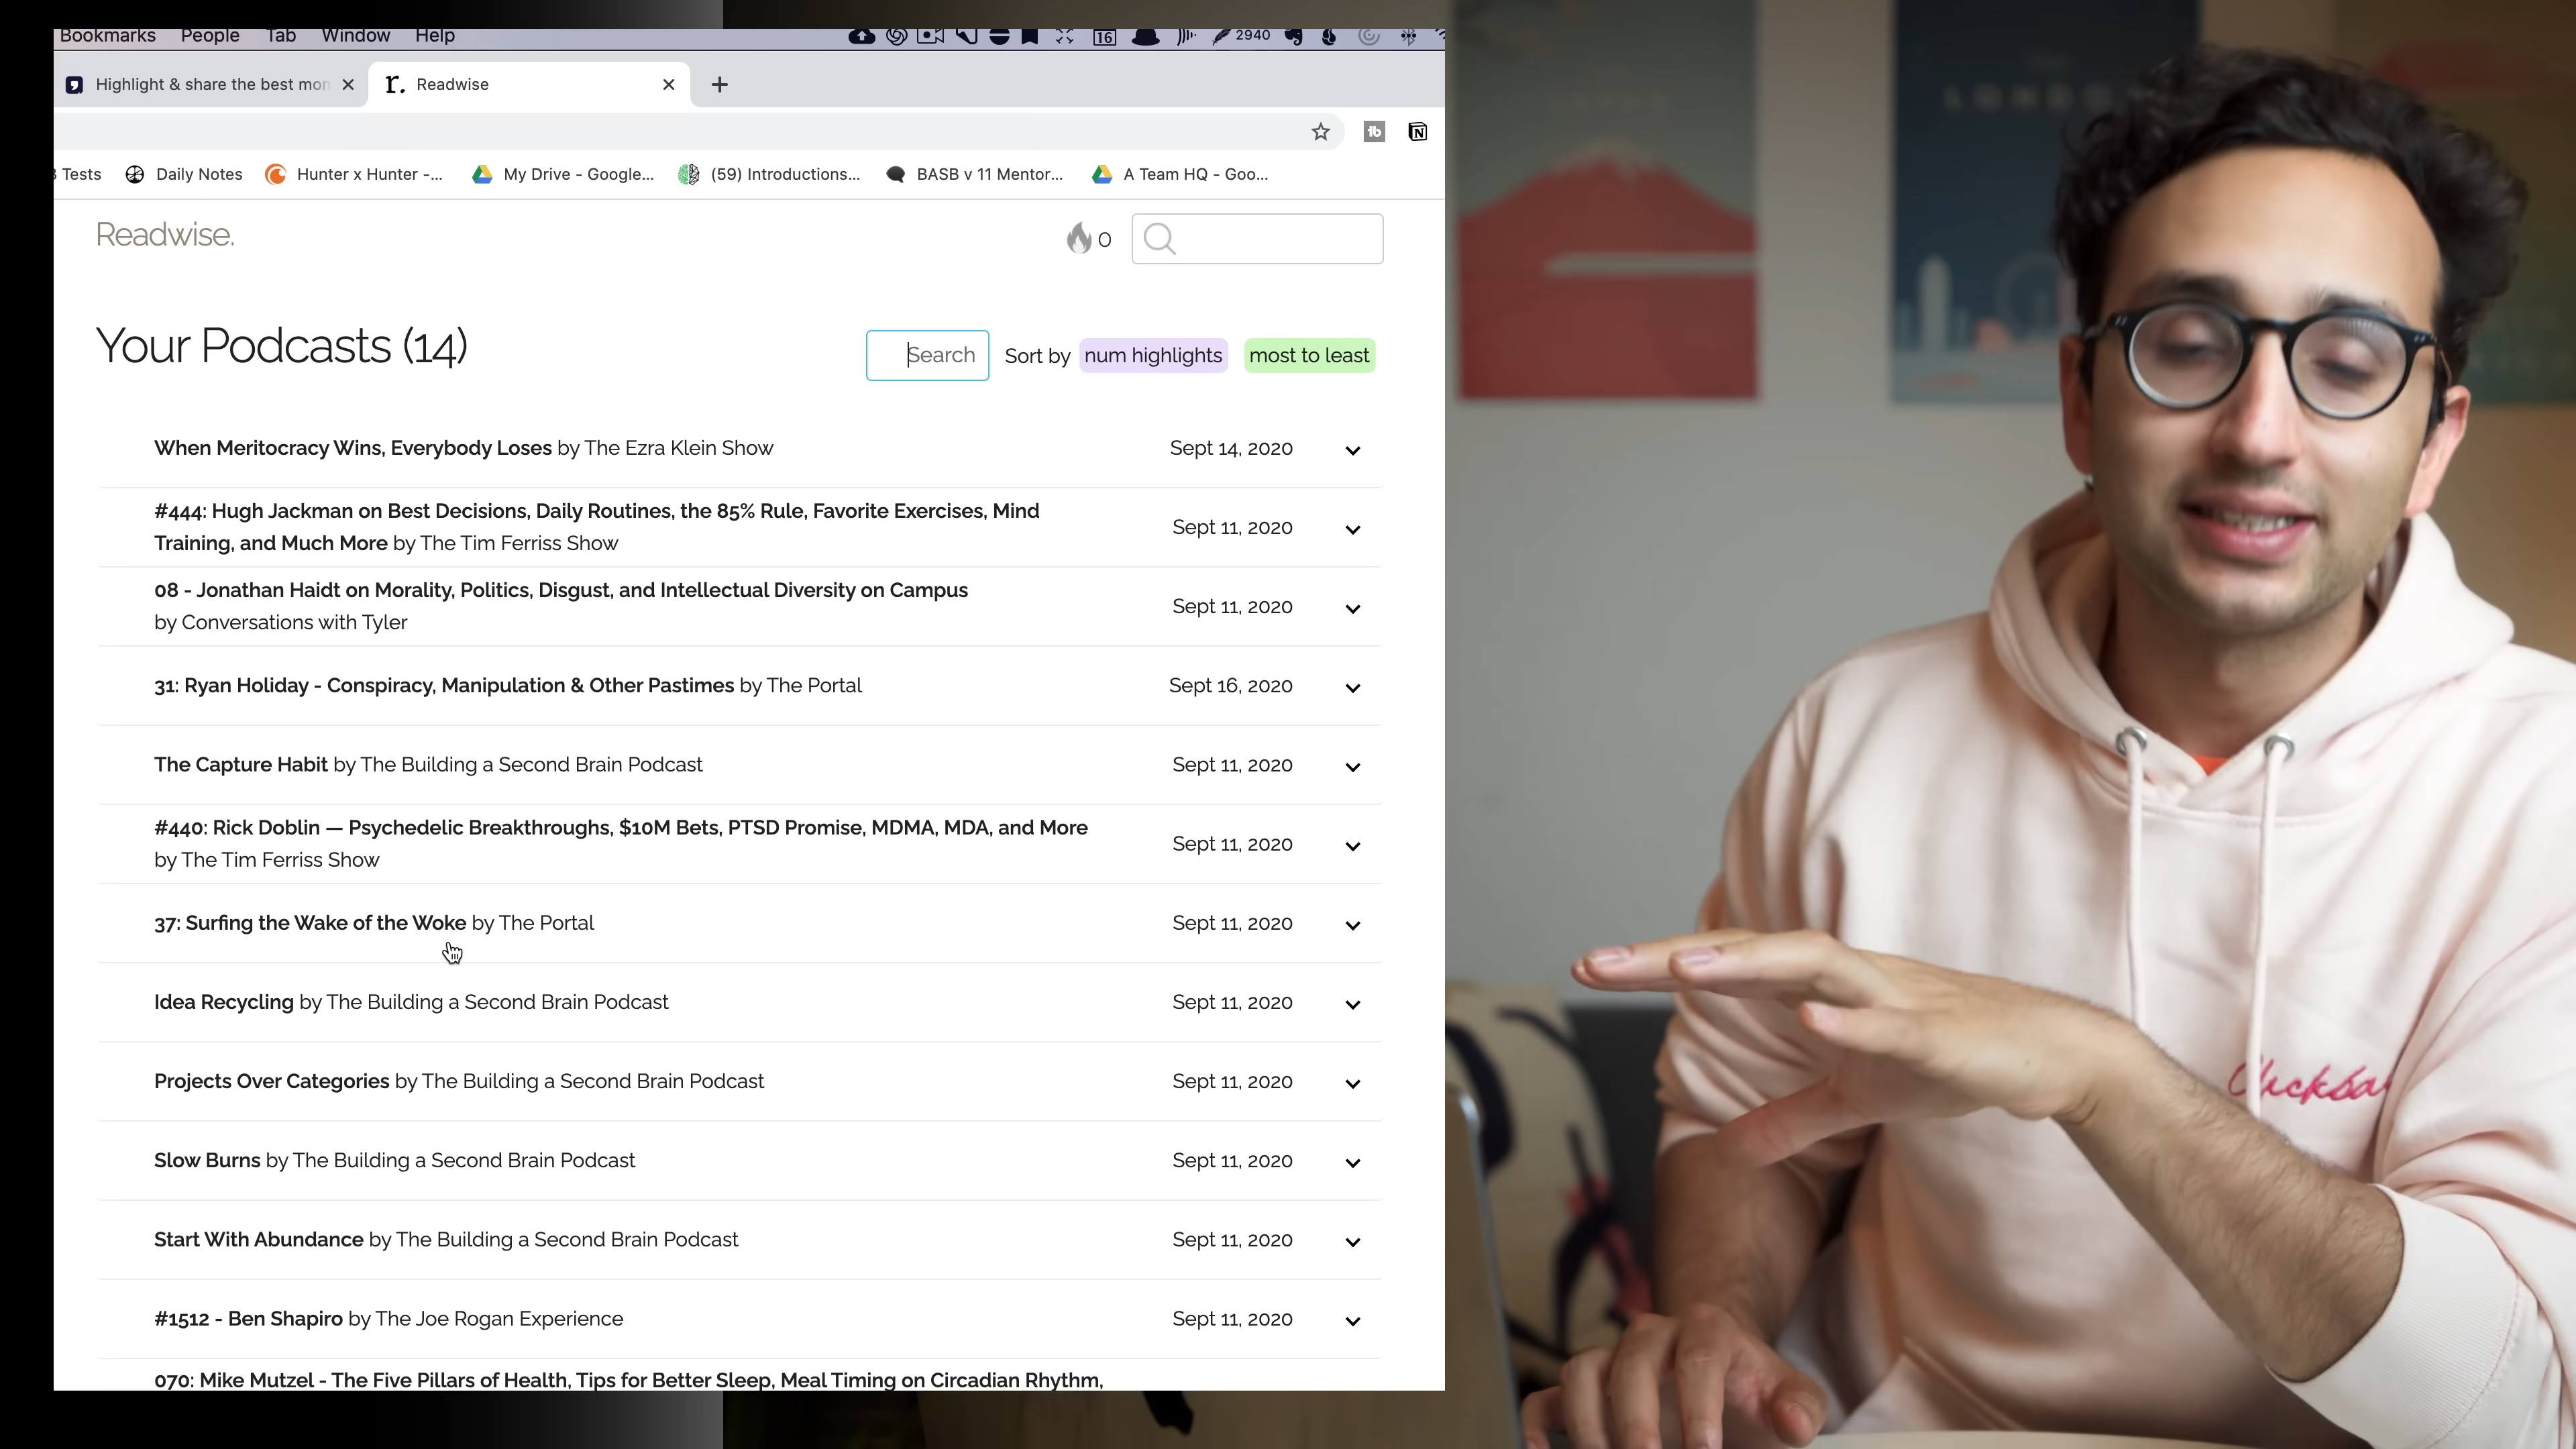 Bookmarks People Tab Window Help
16 2940
Highlight & share the best mon
r. Readwise
Tests Daily Notes Hunter x Hunter -... My Drive - Google... (59) Introductions... BASB v 11 Mentor... A Team HQ - Goo...
Readwise.
0
Your Podcasts (14)
Search Sort by num highlights most to least
When Meritocracy Wins, Everybody Loses by The Ezra Klein Show Sept 14, 2020
#444: Hugh Jackman on Best Decisions, Daily Routines, the 85% Rule, Favorite Exercises, Mind
Training, and Much More by The Tim Ferriss Show
Sept 11, 2020
08 - Jonathan Haidt on Morality, Politics, Disgust, and Intellectual Diversity on Campus
by Conversations with Tyler
Sept 11, 2020
31: Ryan Holiday - Conspiracy, Manipulation & Other Pastimes by The Portal Sept 16, 2020
The Capture Habit by The Building a Second Brain Podcast Sept 11, 2020
#440: Rick Doblin — Psychedelic Breakthroughs, $10M Bets, PTSD Promise, MDMA, MDA, and More
by The Tim Ferriss Show
Sept 11, 2020
37: Surfing the Wake of the Woke by The Portal Sept 11, 2020
Idea Recycling by The Building a Second Brain Podcast Sept 11, 2020
Projects Over Categories by The Building a Second Brain Podcast Sept 11, 2020
Slow Burns by The Building a Second Brain Podcast Sept 11, 2020
Start With Abundance by The Building a Second Brain Podcast Sept 11, 2020
#1512 - Ben Shapiro by The Joe Rogan Experience Sept 11, 2020
070: Mike Mutzel - The Five Pillars of Health, Tips for Better Sleep, Meal Timing on Circadian Rhythm,
LONDO
Clickba